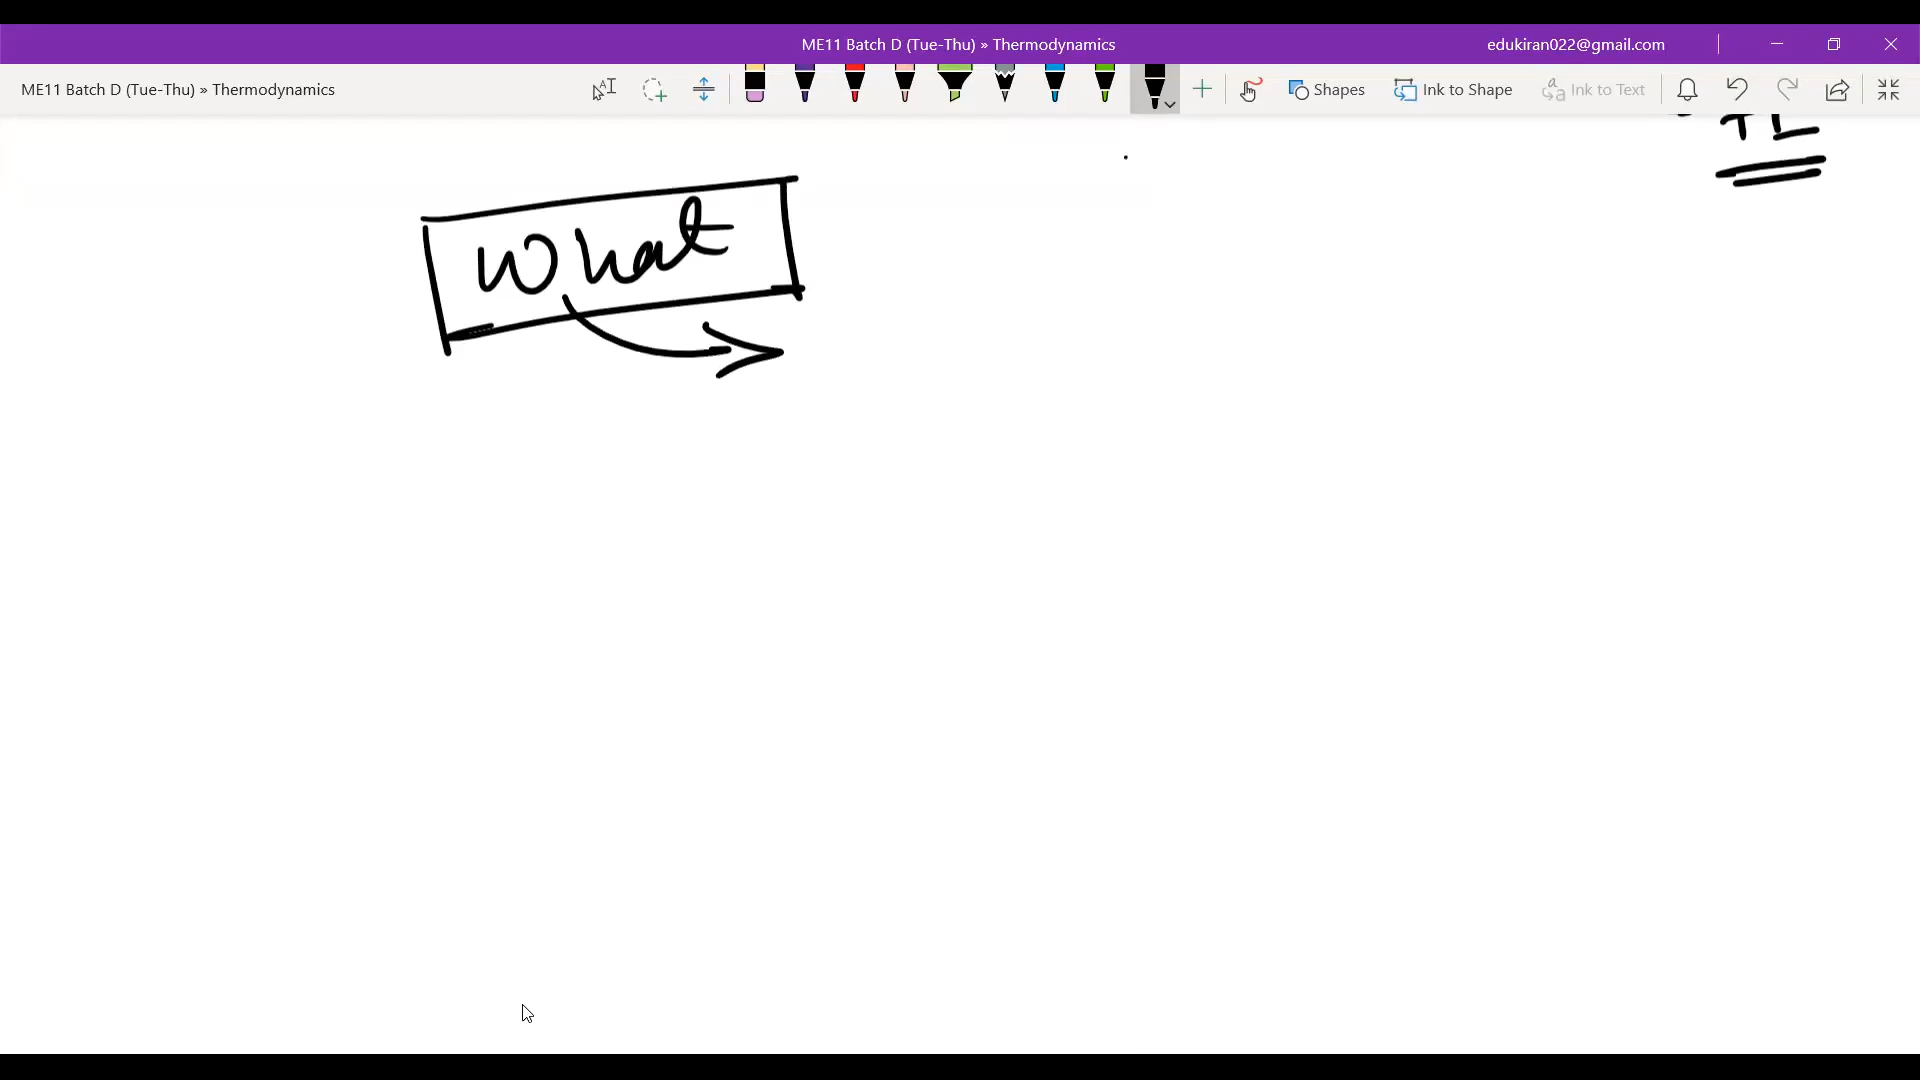 ME11 Batch D (Tue-Thu) » Thermodynamics
edukiran022@gmail.com
ME11 Batch D (Tue-Thu) » Thermodynamics
Shapes
Ink to Shape
Ink to Text
What